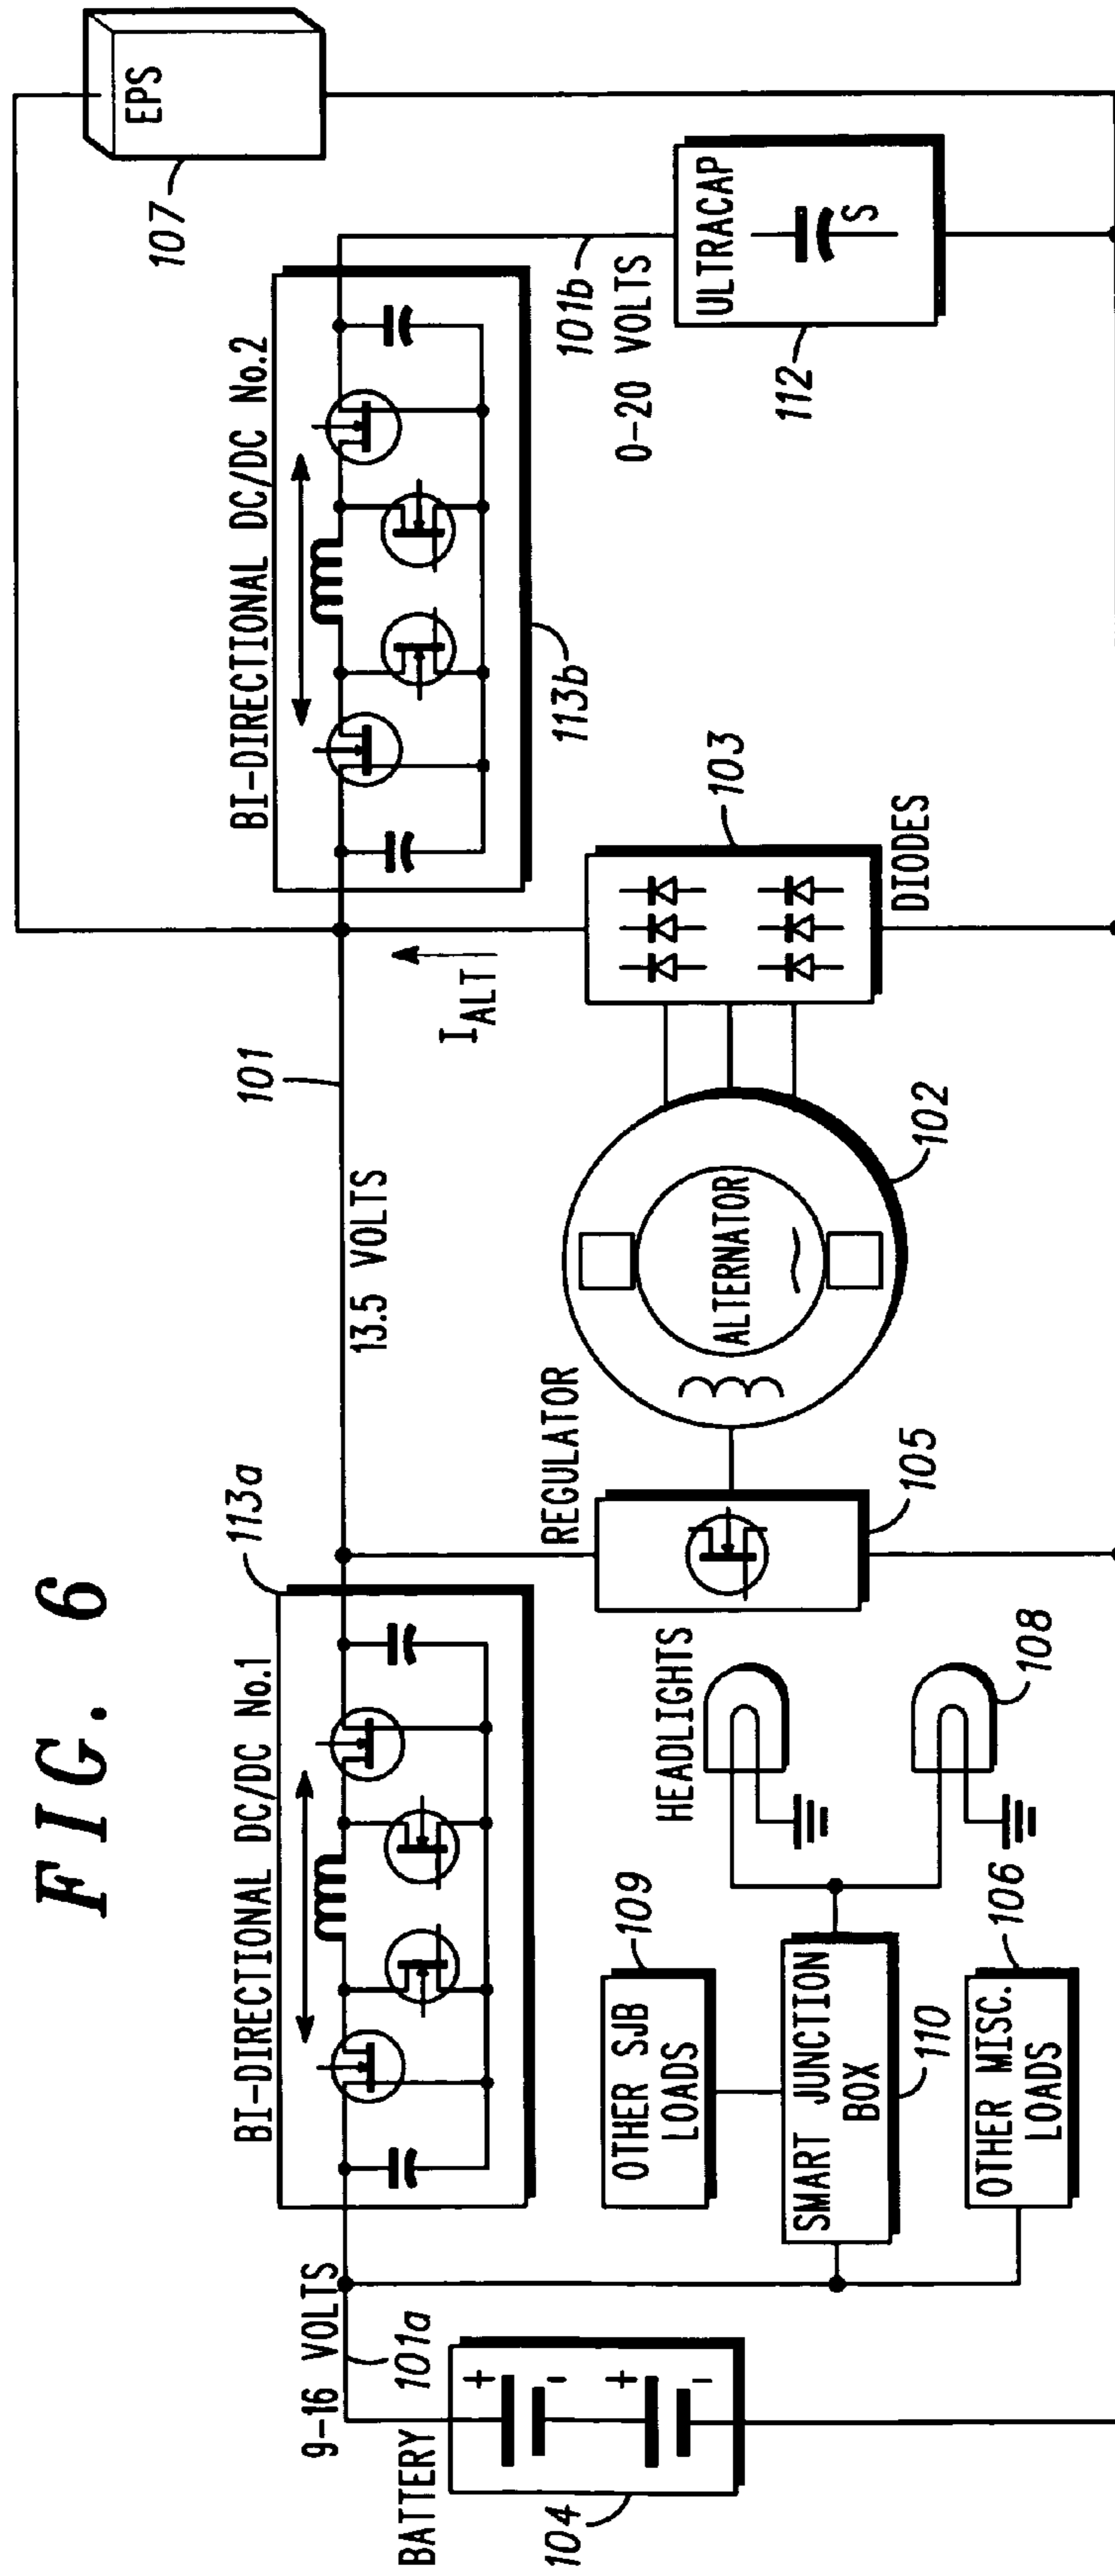 FIG. 6
BI-DIRECTIONAL DC/DC No.1
113a
BI-DIRECTIONAL DC/DC No.2
113b
EPS
107
9-16 VOLTS
101a
13.5 VOLTS
101
I ALT
101b
0-20 VOLTS
BATTERY
+
-
+
-
104
OTHER SJB
LOADS
109
SMART JUNCTION
BOX
110
OTHER MISC.
LOADS
106
HEADLIGHTS
108
REGULATOR
105
ALTERNATOR
~
102
103
DIODES
ULTRACAP
S
112